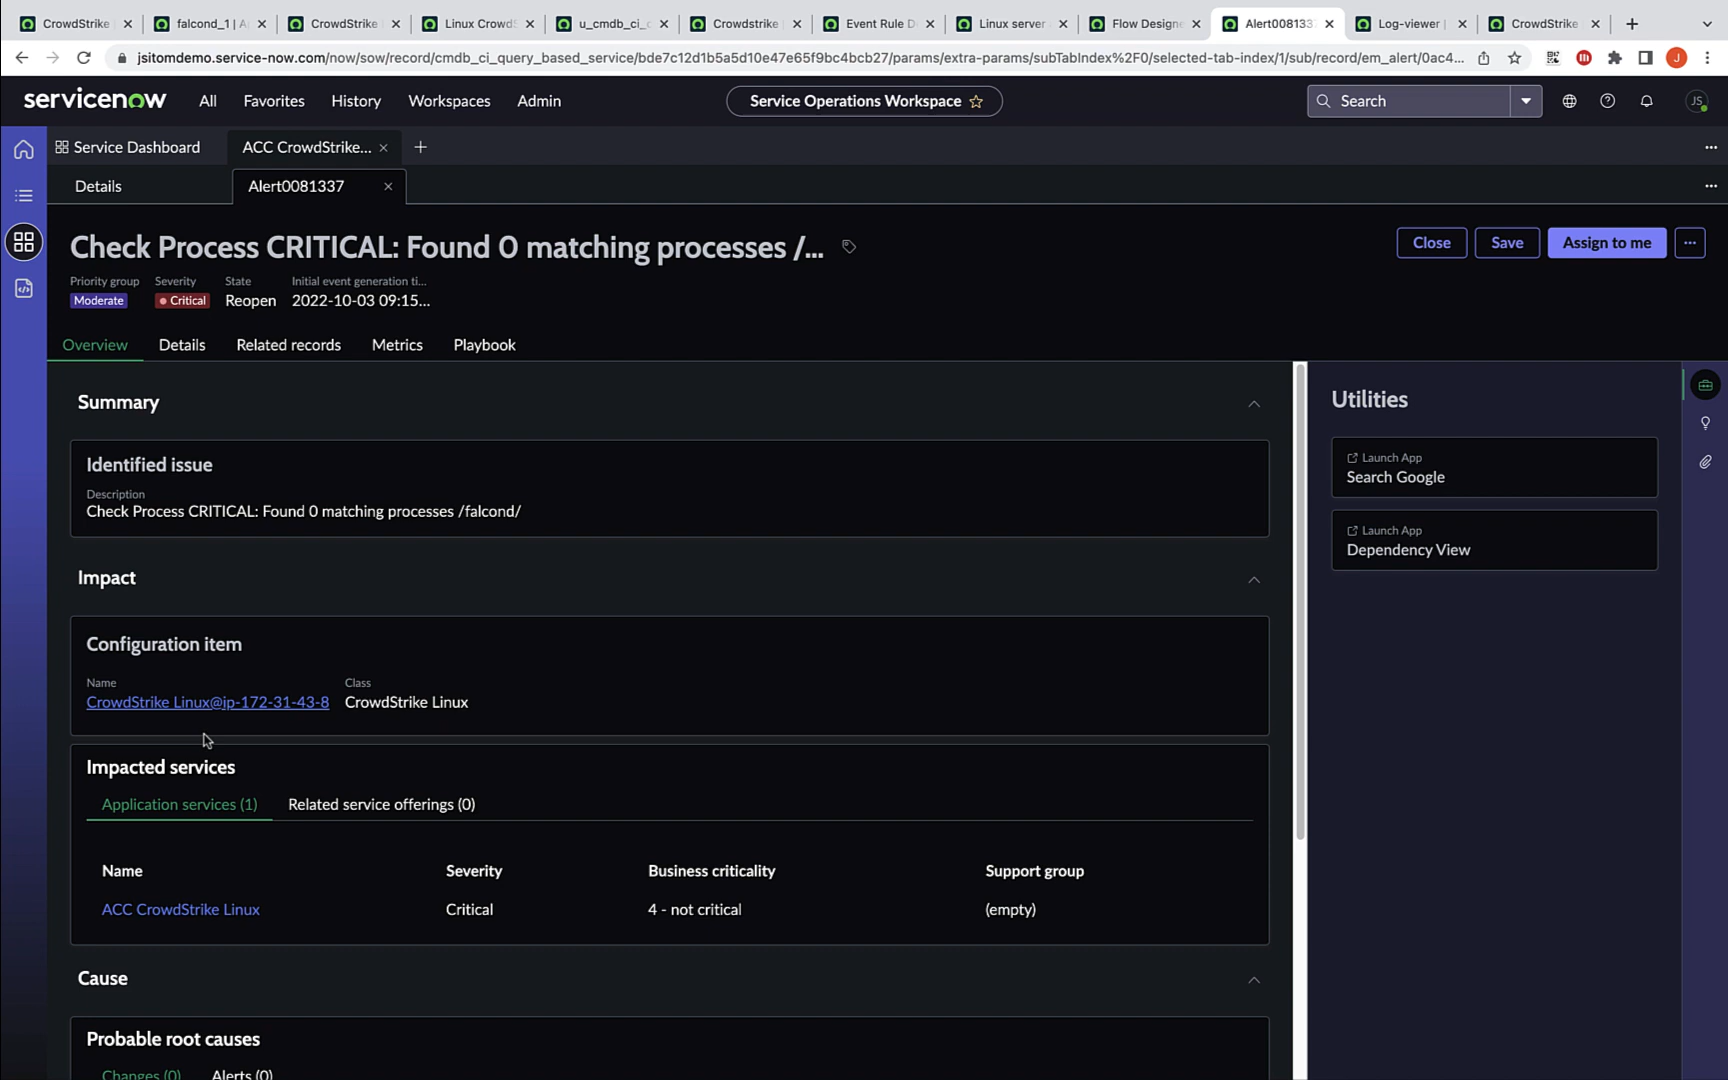 CrowdStrike
falcond_1 | A
CrowdStrike
Linux CrowdS
u_cmdb_ci_c
Crowdstrike
Event Rule D
Linux server
Flow Designe
Alert008133
Log-viewer |
CrowdStrike
jsitomdemo.service-now.com/now/sow/record/cmdb_ci_query_based_service/bde7c12d1b5a5d10e47e65f9bc4bcb27/params/extra-params/subTabIndex%2F0/selected-tab-index/1/sub/record/em_alert/0ac4...
J
servicenow
All
Favorites
History
Workspaces
Admin
Service Operations Workspace
Search
JS
Service Dashboard
ACC CrowdStrike...
Details
Alert0081337
Check Process CRITICAL: Found 0 matching processes /...
Close
Save
Assign to me
Priority group
Severity
State
Initial event generation ti...
Moderate
Critical
Reopen
2022-10-03 09:15...
Overview
Details
Related records
Metrics
Playbook
Summary
Identified issue
Description
Check Process CRITICAL: Found 0 matching processes /falcond/
Impact
Configuration item
Name
Class
CrowdStrike Linux@ip-172-31-43-8
CrowdStrike Linux
Impacted services
Application services (1)
Related service offerings (0)
Name
Severity
Business criticality
Support group
ACC CrowdStrike Linux
Critical
4 - not critical
(empty)
Cause
Probable root causes
Changes (0)
Alerts (0)
Utilities
Launch App
Search Google
Launch App
Dependency View